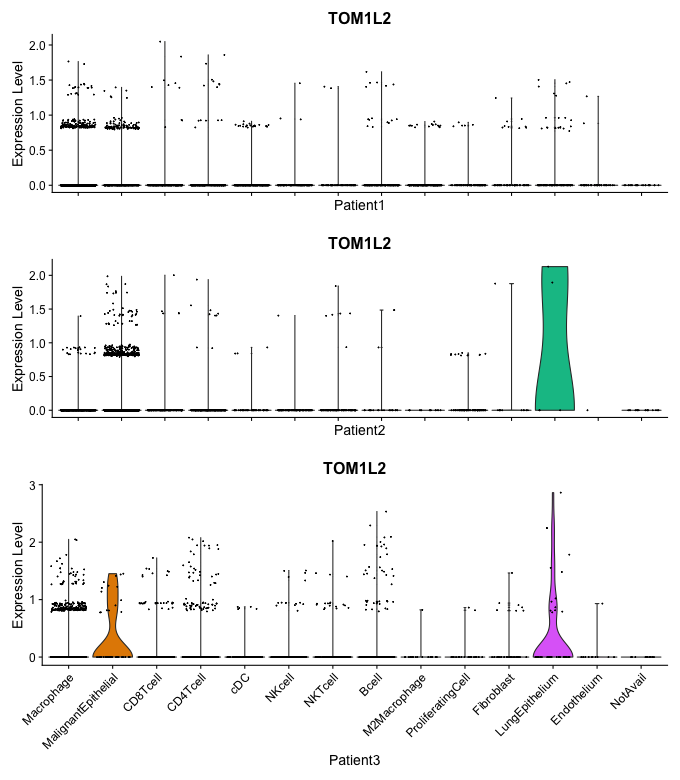 TOM1L2
Expression Level
2.0
1.5
1.0
0.5
0.0
Patient1
TOM1L2
Expression Level
2.0
1.5
1.0
0.5
0.0
Patient2
TOM1L2
Expression Level
3
2
1
0
Macrophage
MalignantEpithelial
CD8Tcell
CD4Tcell
cDC
NKcell
NKTcell
Bcell
M2Macrophage
ProliferatingCell
Fibroblast
LungEpithelium
Endothelium
NotAvail
Patient3